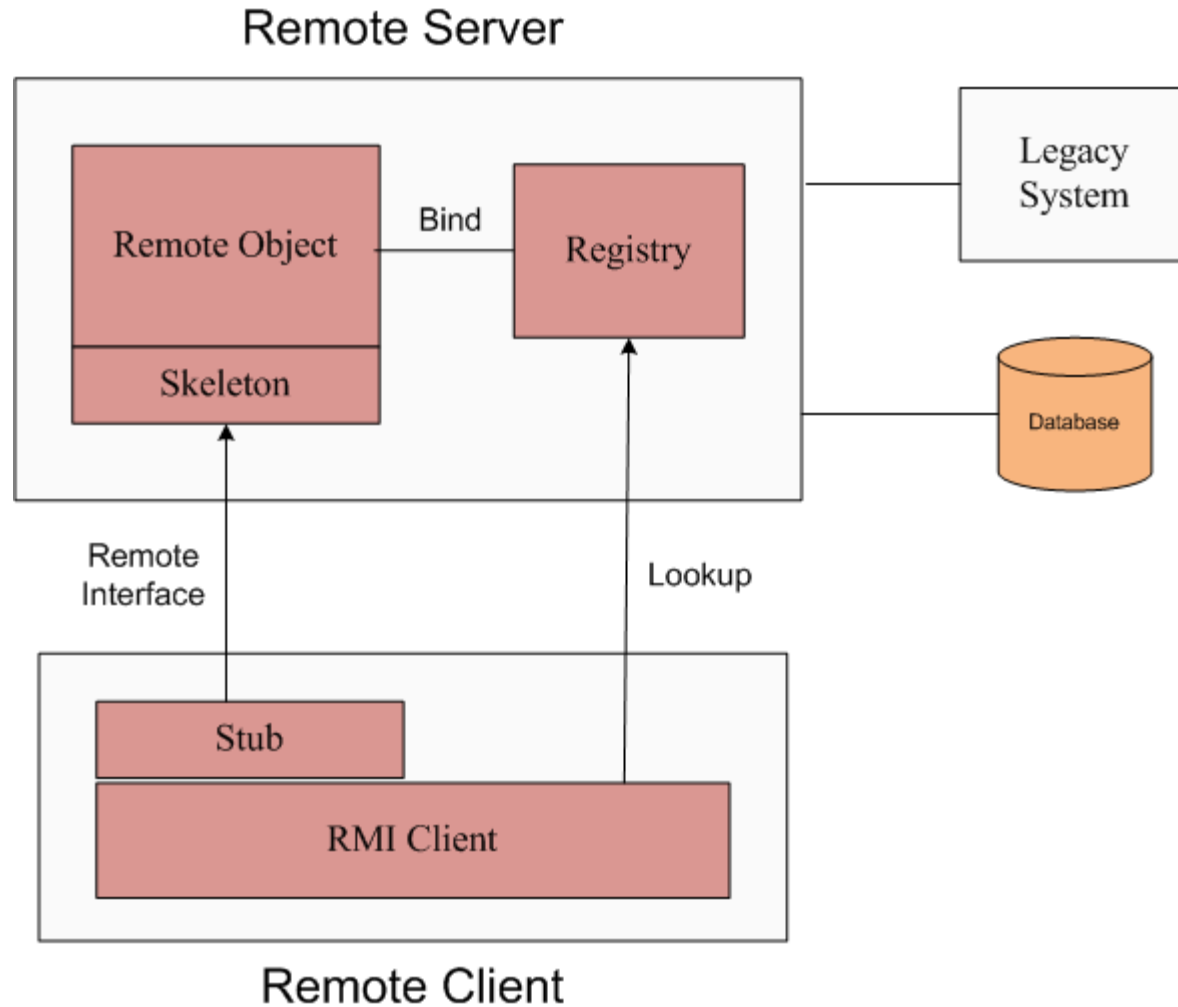 Remote Server
Legacy
System
Remote Object
Bind
Registry
Skeleton
Database
Remote
Interface
Lookup
Stub
RMI Client
Remote Client